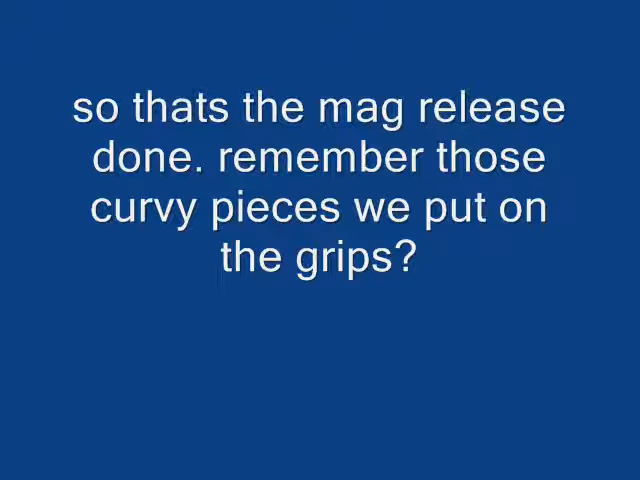 so thats the mag release
done. remember those
curvy pieces we put on
the grips?